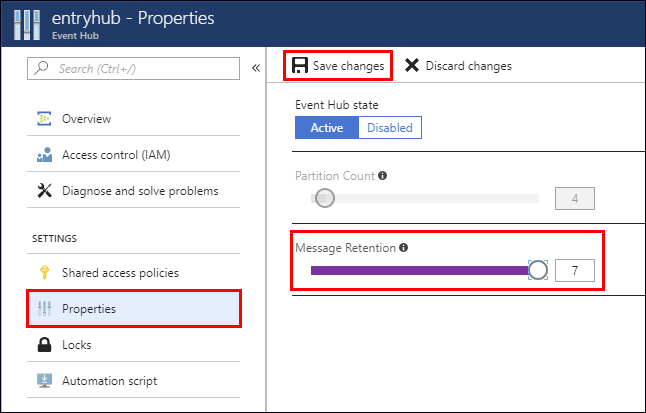 entryhub - Properties
Event Hub
Search (Ctrl+/)
«
Overview
Access control (IAM)
Diagnose and solve problems
SETTINGS
Shared access policies
Properties
Locks
Automation script
Save changes
Discard changes
Event Hub state
Active
Disabled
Partition Count
4
Message Retention
7